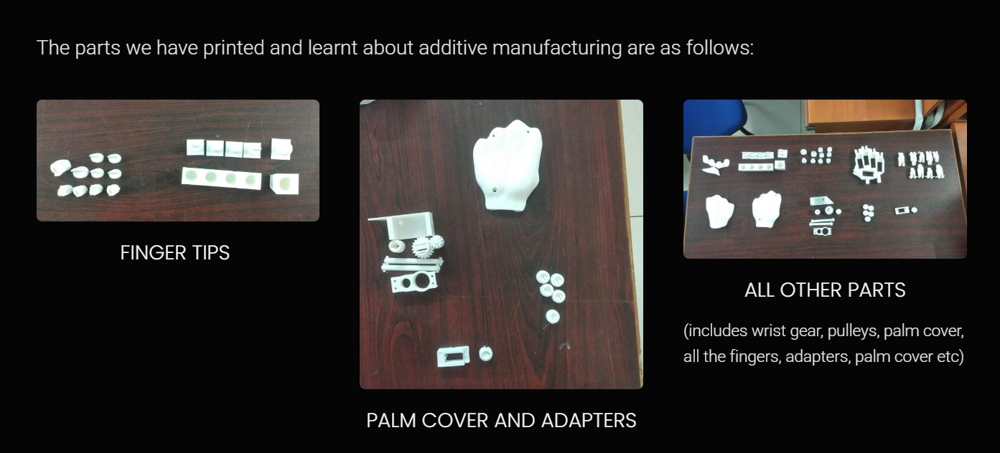 The parts we have printed and learnt about additive manufacturing are as follows:
FINGER TIPS
PALM COVER AND ADAPTERS
ALL OTHER PARTS
(includes wrist gear, pulleys, palm cover,
all the fingers, adapters, palm cover etc)